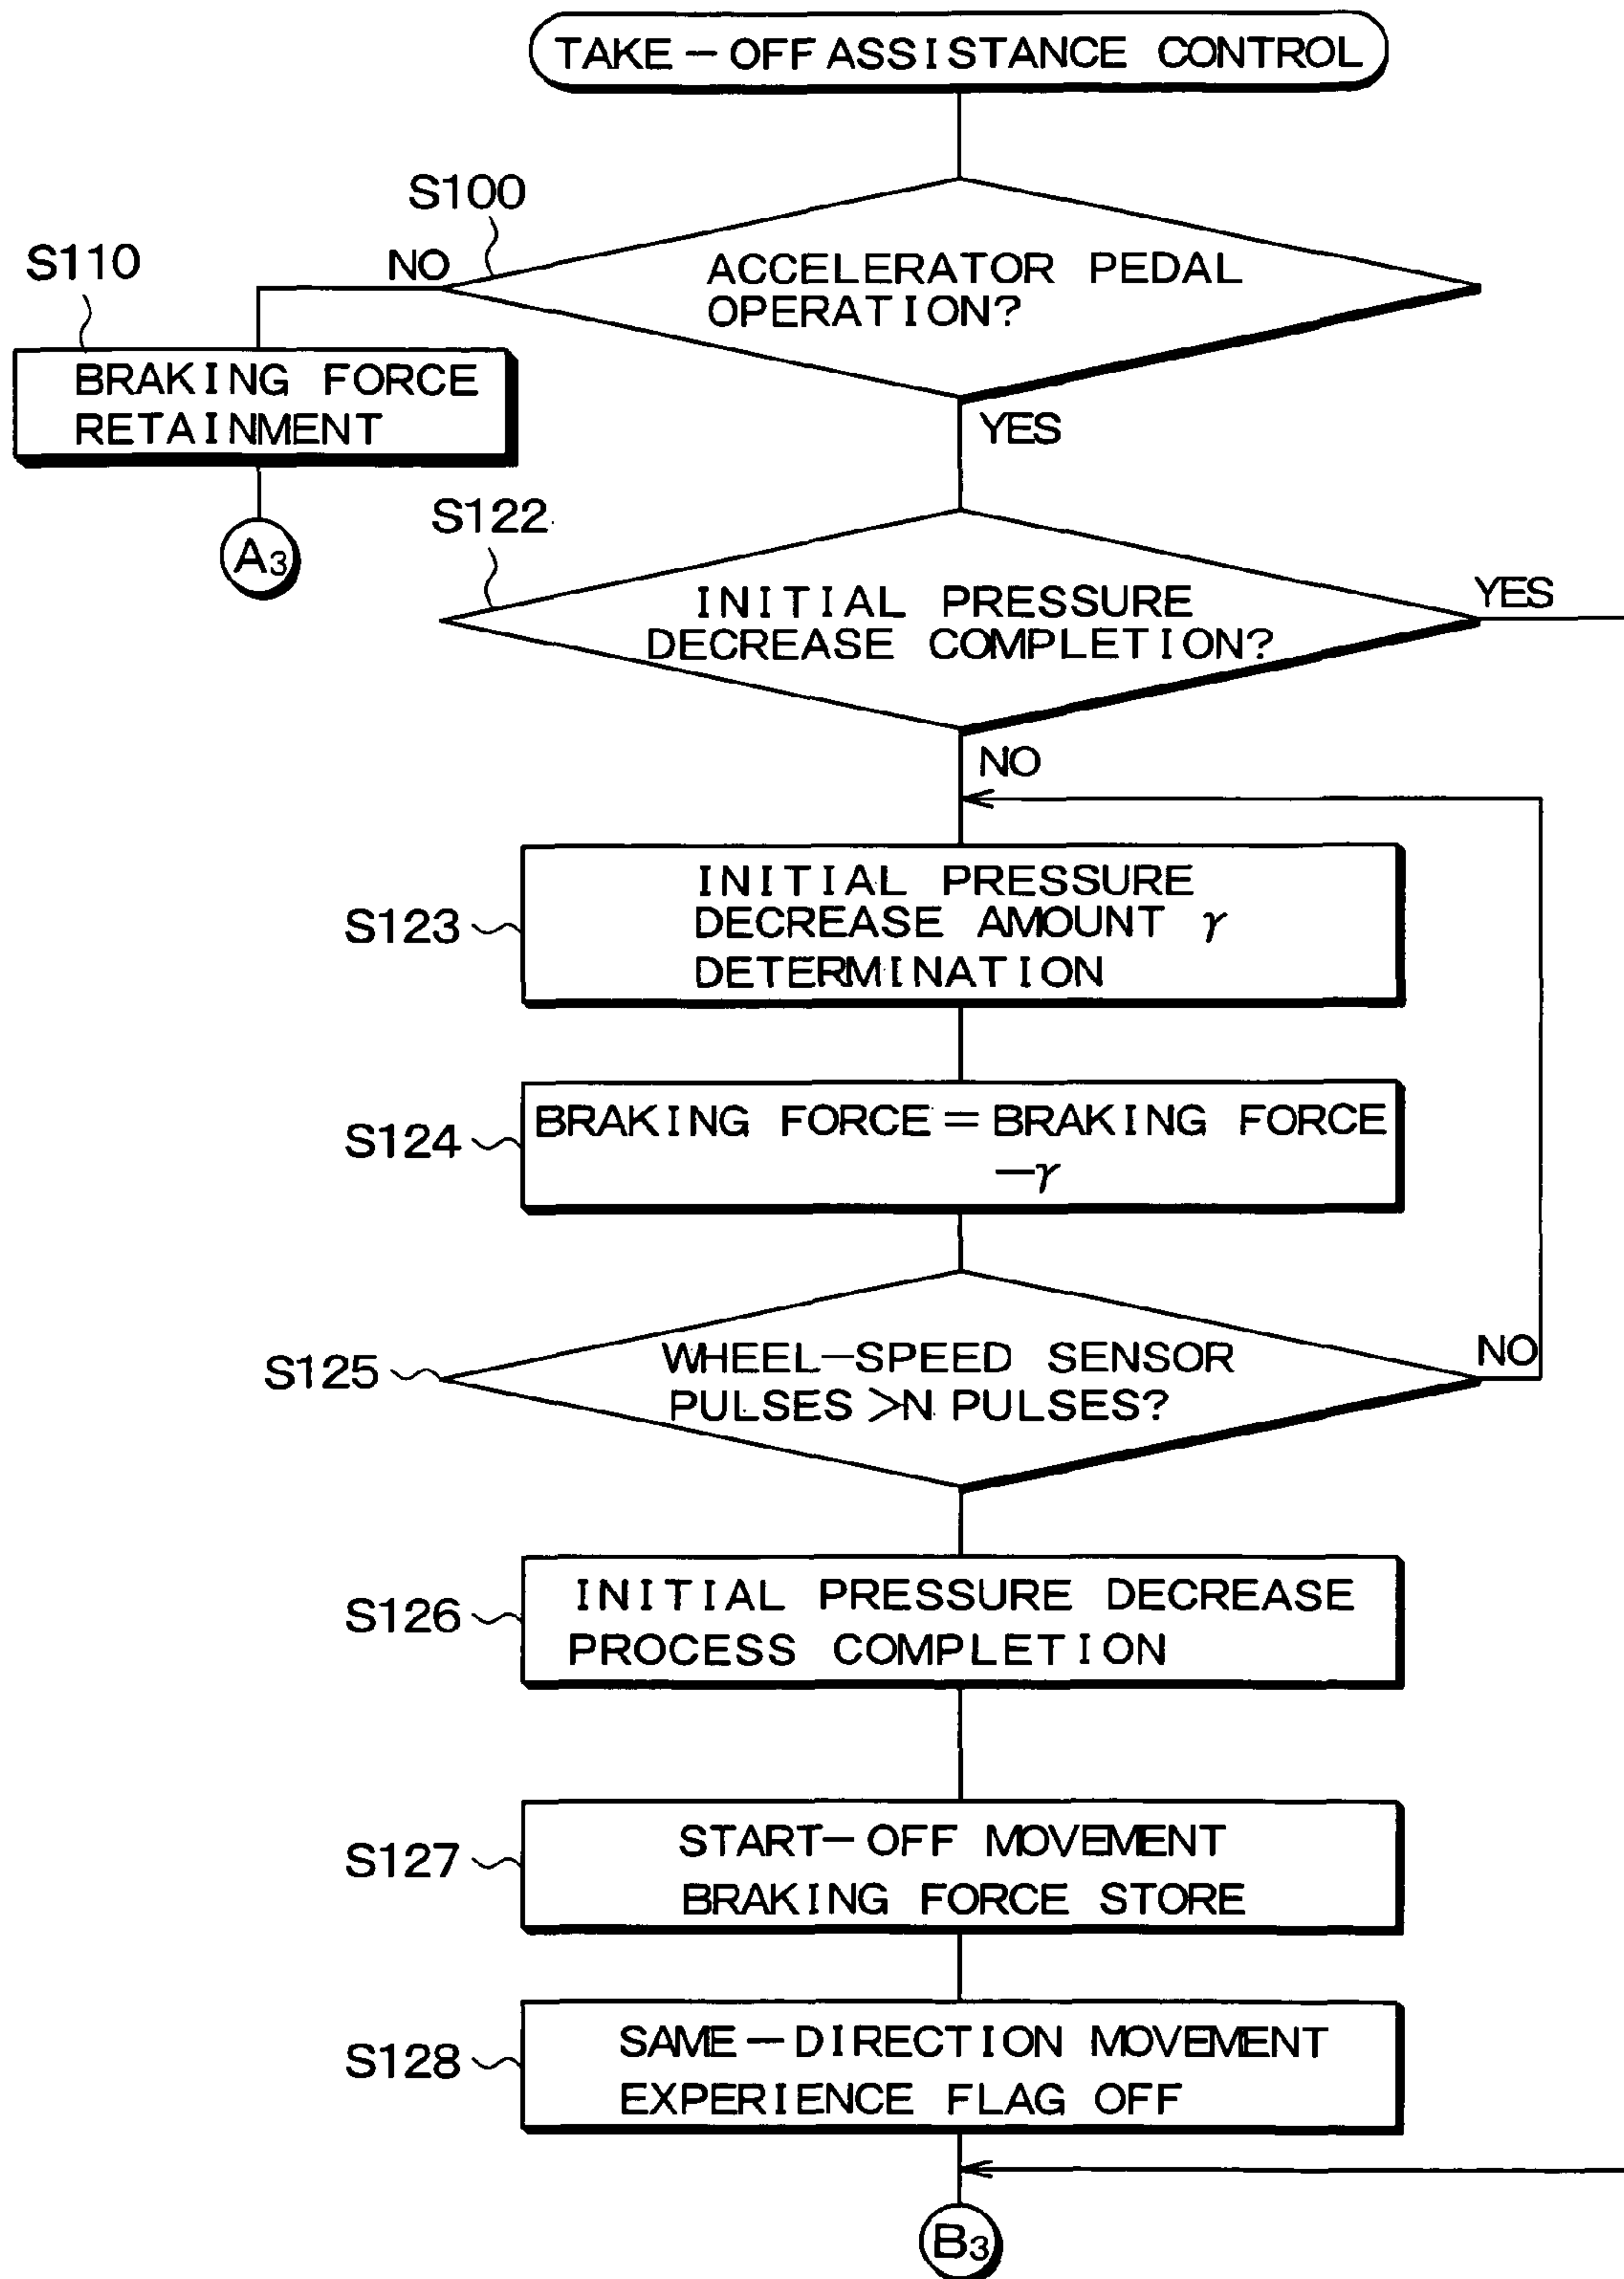 TAKE-OFF ASSISTANCE CONTROL
S100
S110
NO
ACCELERATOR PEDAL
OPERATION?
BRAKING FORCE
RETAINMENT
YES
A3
S122
INITIAL PRESSURE
DECREASE COMPLETION?
YES
NO
S123
INITIAL PRESSURE
DECREASE AMOUNT γ
DETERMINATION
S124
BRAKING FORCE = BRAKING FORCE
-γ
S125
WHEEL-SPEED SENSOR
PULSES >N PULSES?
NO
S126
INITIAL PRESSURE DECREASE
PROCESS COMPLETION
S127
START-OFF MOVEMENT
BRAKING FORCE STORE
S128
SAME-DIRECTION MOVEMENT
EXPERIENCE FLAG OFF
B3